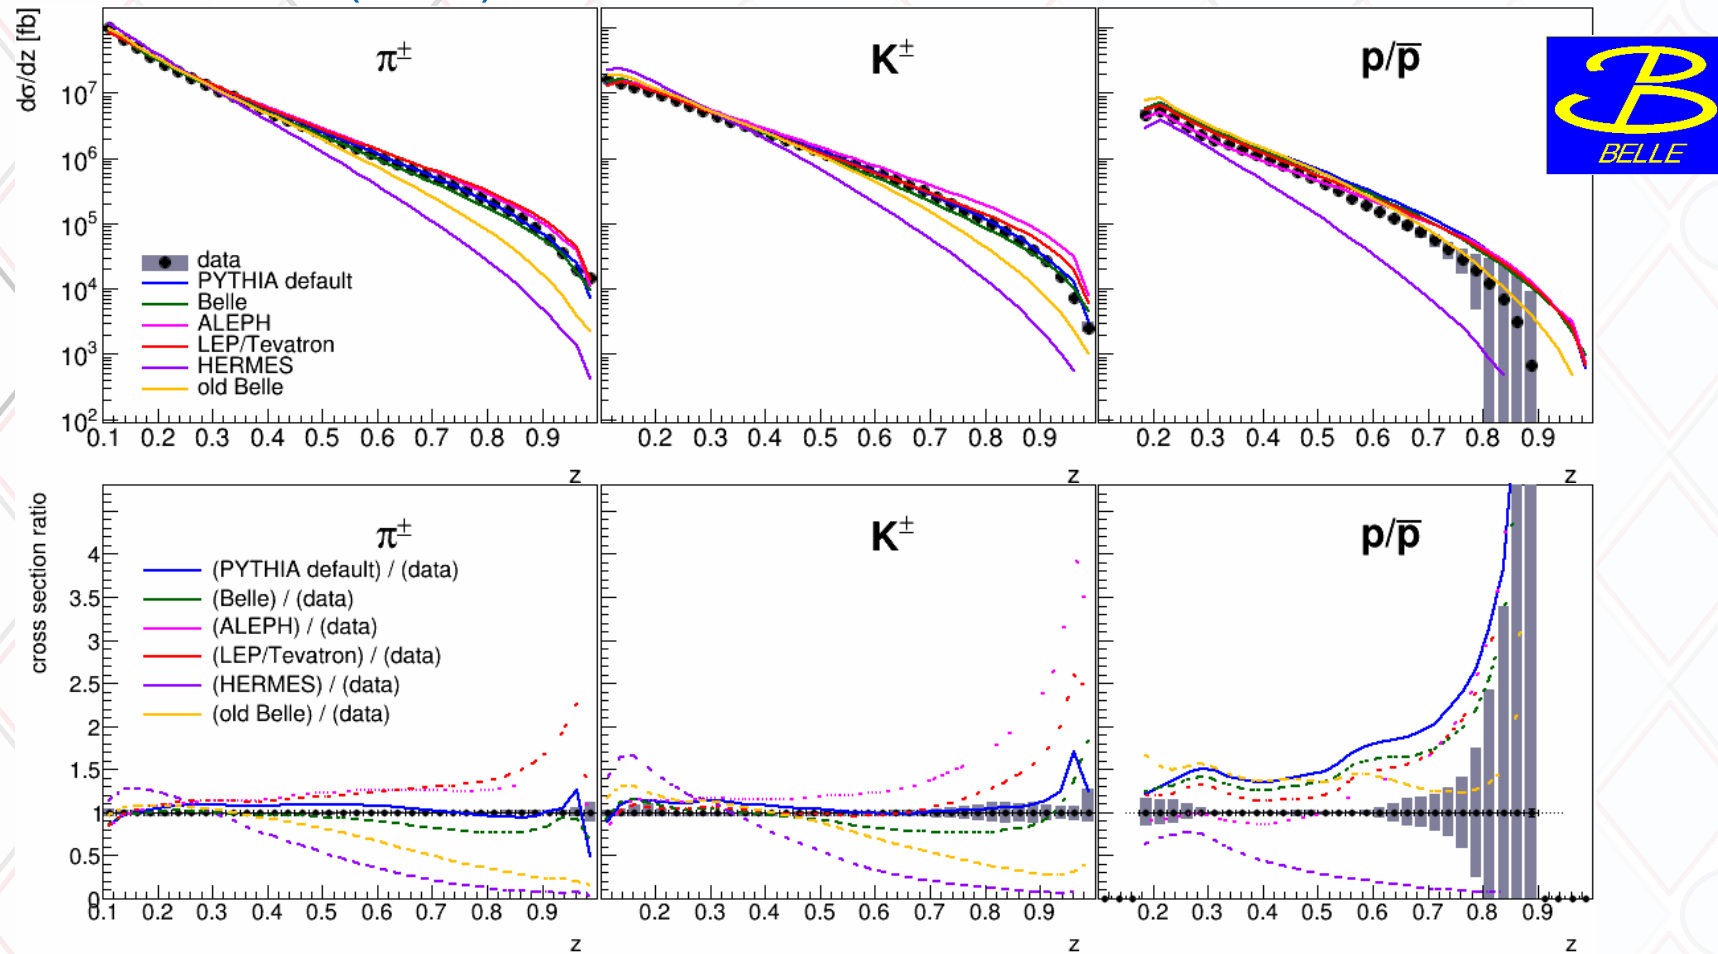 dσ/dz [fb]
π±
K±
p/p̅
BELLE
10⁷
10⁶
10⁵
10⁴
10³
10²
data
PYTHIA default
Belle
ALEPH
LEP/Tevatron
HERMES
old Belle
0.1 0.2 0.3 0.4 0.5 0.6 0.7 0.8 0.9
0.2 0.3 0.4 0.5 0.6 0.7 0.8 0.9
0.2 0.3 0.4 0.5 0.6 0.7 0.8 0.9
z
z
z
cross section ratio
π±
K±
p/p̅
4
3.5
3
2.5
2
1.5
1
0.5
0
(PYTHIA default) / (data)
(Belle) / (data)
(ALEPH) / (data)
(LEP/Tevatron) / (data)
(HERMES) / (data)
(old Belle) / (data)
0.1 0.2 0.3 0.4 0.5 0.6 0.7 0.8 0.9
0.2 0.3 0.4 0.5 0.6 0.7 0.8 0.9
0.2 0.3 0.4 0.5 0.6 0.7 0.8 0.9
z
z
z